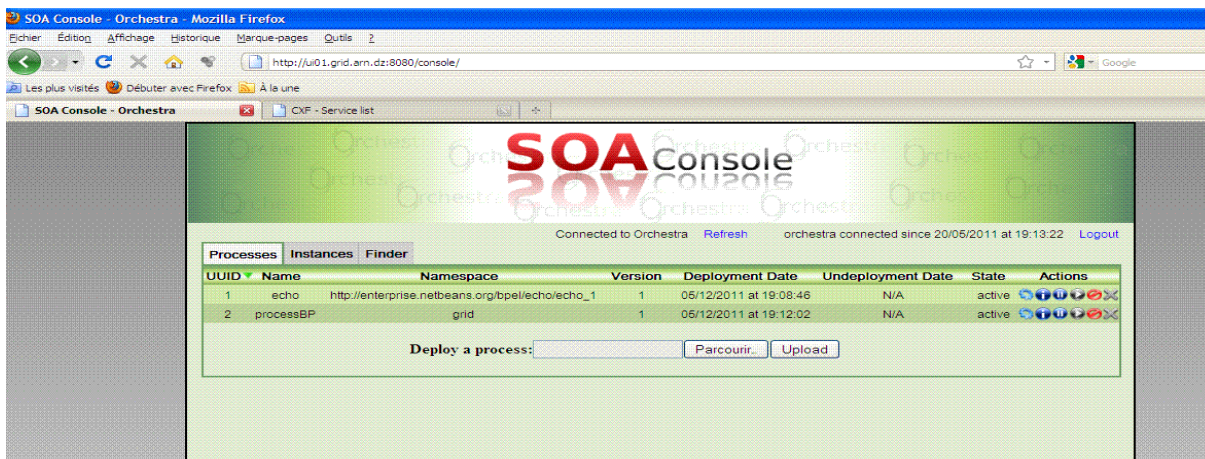 SOA Console - Orchestra - Mozilla Firefox
Fichier Édition Affichage Historique Marque-pages Outils ?
http://ui01.grid.arn.dz:8080/console/
Google
Les plus visités Débuter avec Firefox À la une
SOA Console - Orchestra CXF - Service list
SOA Console
Connected to Orchestra Refresh orchestra connected since 20/05/2011 at 19:13:22 Logout
Processes Instances Finder
UUID Name Namespace Version Deployment Date Undeployment Date State Actions
1 echo http://enterprise.netbeans.org/bpel/echo/echo_1 1 05/12/2011 at 19:08:46 N/A active
2 processBP grid 1 05/12/2011 at 19:12:02 N/A active
Deploy a process: Parcourir.. Upload